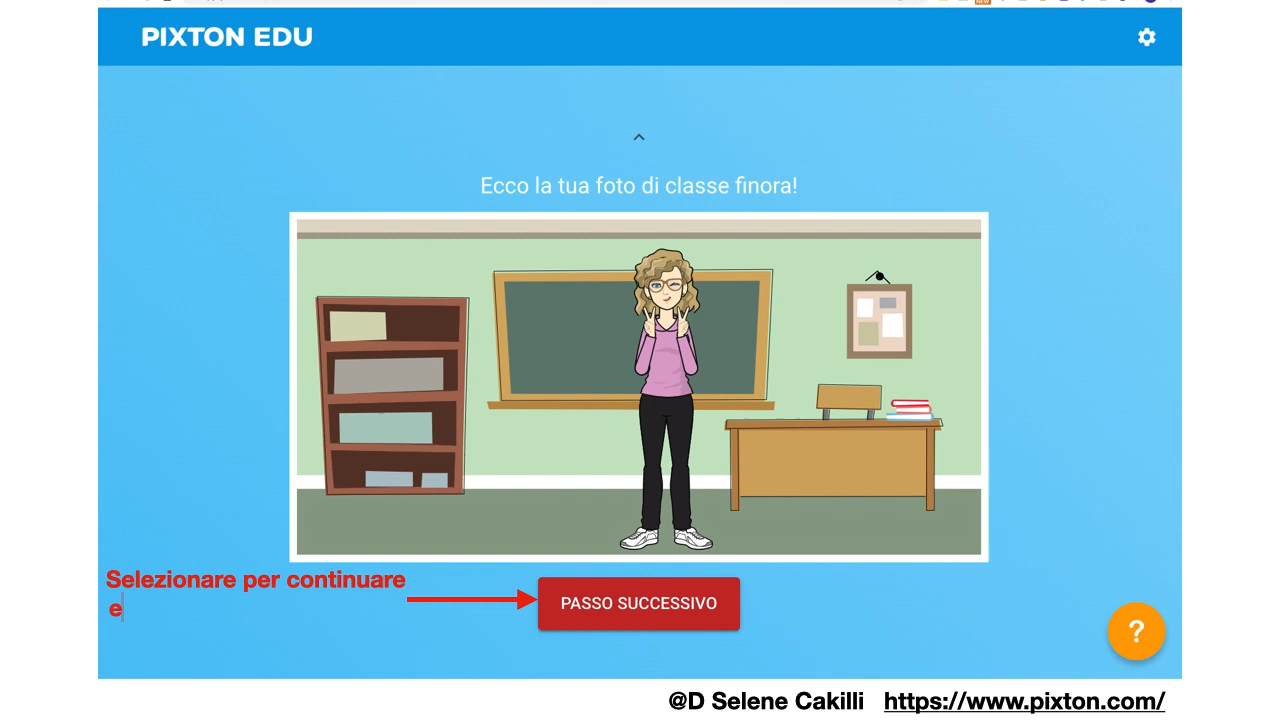 PIXTON EDU
Ecco la tua foto di classe finora!
Selezionare per continuare
e
PASSO SUCCESSIVO
?
@D Selene Cakilli https://www.pixton.com/